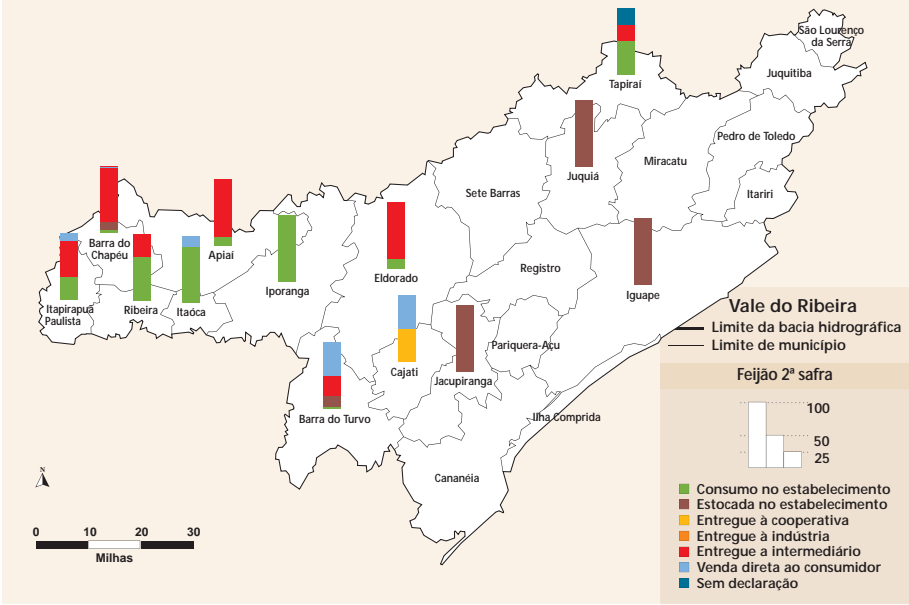 São Lourenço
da Serra
Juquitiba
Tapiraí
Pedro de Toledo
Miracatu
Juquiá
Itariri
Sete Barras
Barra do
Chapéu
Apiaí
Iporanga
Eldorado
Registro
Iguape
Itapirapuã
Paulista
Ribeira
Itaóca
Cajati
Pariquera-Açu
Jacupiranga
Barra do Turvo
Ilha Comprida
Cananéia
N
0 10 20 30
Milhas
Vale do Ribeira
Limite da bacia hidrográfica
Limite de município
Feijão 2ª safra
100
50
25
Consumo no estabelecimento
Estocada no estabelecimento
Entregue à cooperativa
Entregue à indústria
Entregue a intermediário
Venda direta ao consumidor
Sem declaração